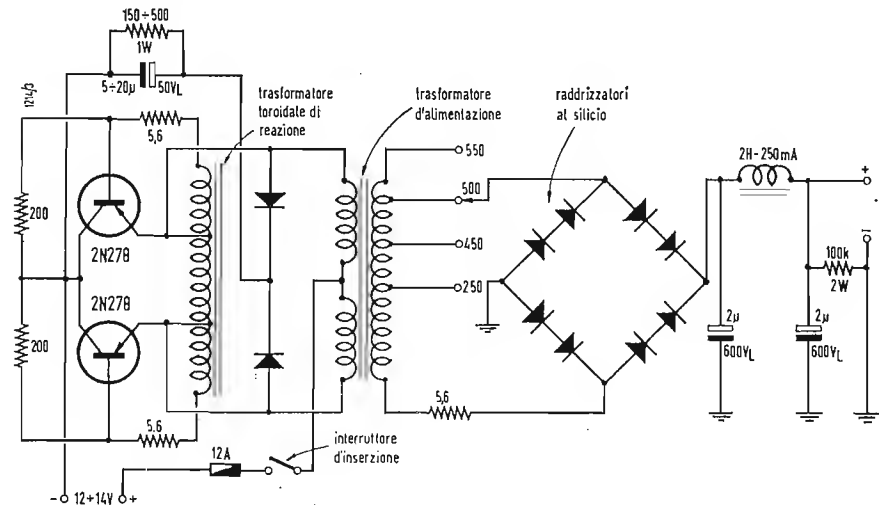 150÷500
1W
5÷20µ
50VL
1214/3
5,6
trasformatore
toroidale di
reazione
trasformatore
d'alimentazione
raddrizzatori
al silicio
550
500
450
250
2H-250mA
+
-
100k
2W
2µ
600VL
2µ
600VL
200
2N278
2N278
200
5,6
5,6
interruttore
d'inserzione
12A
- 12÷14V +